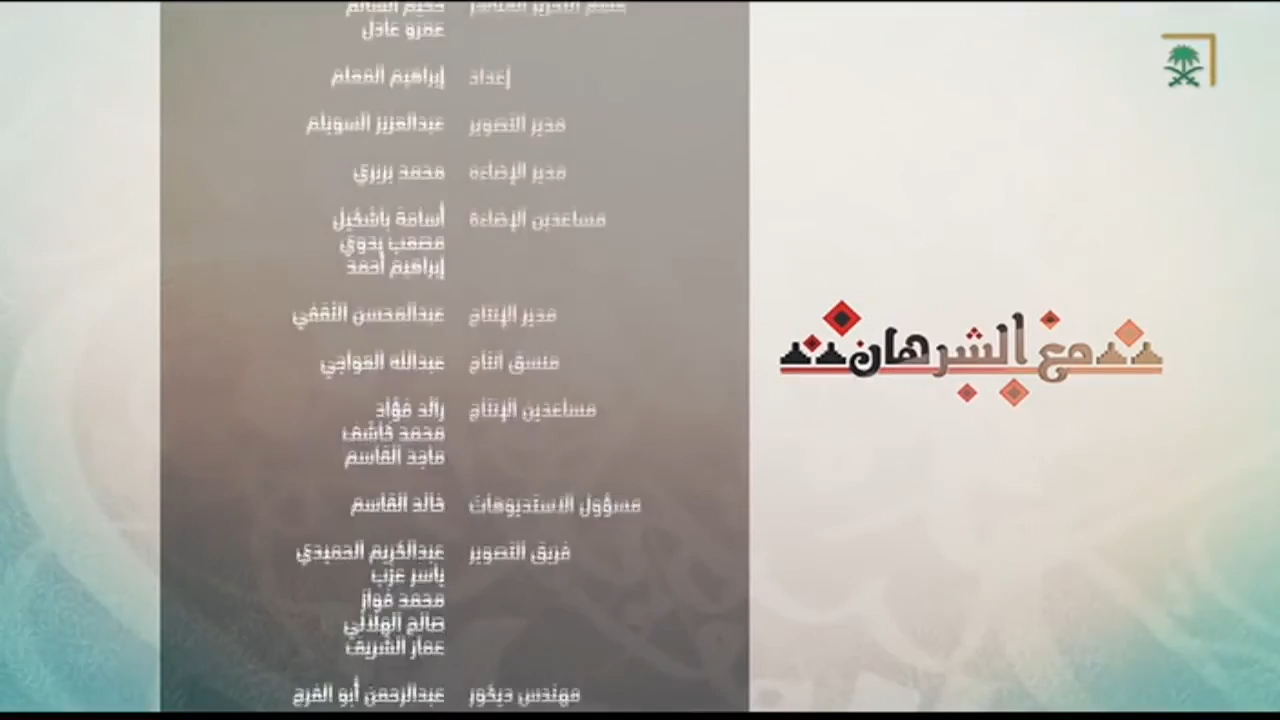 عمرو عادل
إعداد إبراهيم المعلم
مدير التصوير عبدالعزيز السويلم
مدير الإضاءه محمد بربري
مساعدين الإضاءة أسامة باشكيل
مصعب بدوي
إبراهيم أحمد
مدير الإنتاج عبدالمحسن الثقفي
منسق انتاج عبدالله العواجي
مساعدين الإنتاج رائد فؤاد
محمد كاشف
ماجد القاسم
مسؤول الاستديوهات خالد القاسم
فريق التصوير عبدالكريم الحميدي
ياسر عزب
محمد فواز
صالح الهلالي
عمار الشريف
مهندس ديكور عبدالرحمن أبو الفرج
مع الشرهان